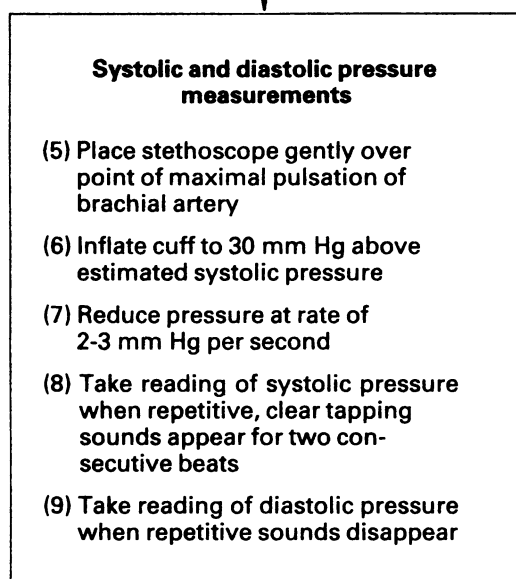 Systolic and diastolic pressure
measurements
(5) Place stethoscope gently over
point of maximal pulsation of
brachial artery
(6) Inflate cuff to 30 mm Hg above
estimated systolic pressure
(7) Reduce pressure at rate of
2-3 mm Hg per second
(8) Take reading of systolic pressure
when repetitive, clear tapping
sounds appear for two con-
secutive beats
(9) Take reading of diastolic pressure
when repetitive sounds disappear